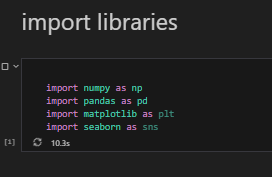 import libraries
import numpy as np
import pandas as pd
import matplotlib as plt
import seaborn as sns
[1]
10.3s